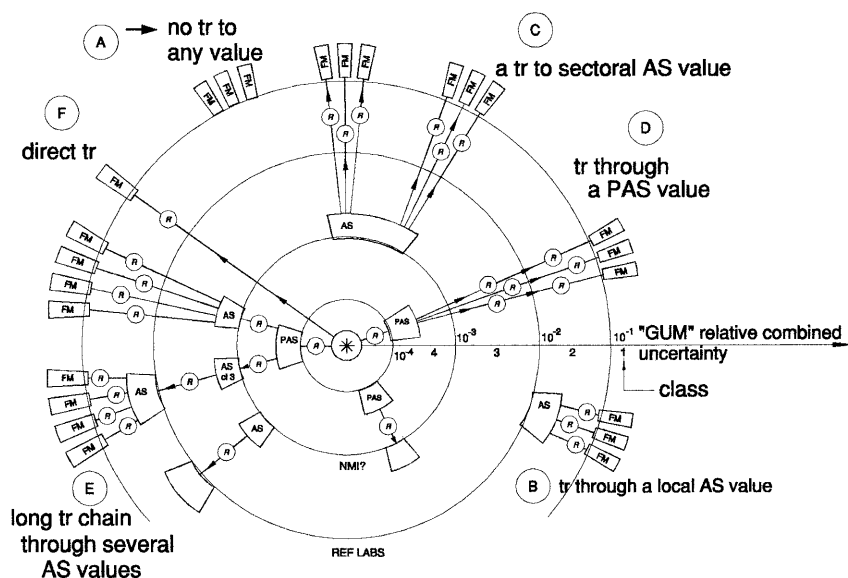 A
no tr to
any value
C
a tr to sectoral AS value
F
direct tr
D
tr through
a PAS value
FM FM FM
FM FM FM
FM FM FM
R R R
R R R
FM
R
AS
FM
FM
FM
FM
R
R
R
R
AS
R
FM
FM
FM
R
R
R
R
R
R
PAS
R
PAS
R
10⁻⁴
4
10⁻³
3
10⁻²
2
10⁻¹
1
"GUM" relative combined
uncertainty
class
FM
FM
FM
FM
R
R
R
R
AS
R
AS
cl 3
R
AS
R
PAS
R
AS
R
R
R
FM
FM
FM
NMI?
B
tr through a local AS value
E
long tr chain
through several
AS values
REF LABS